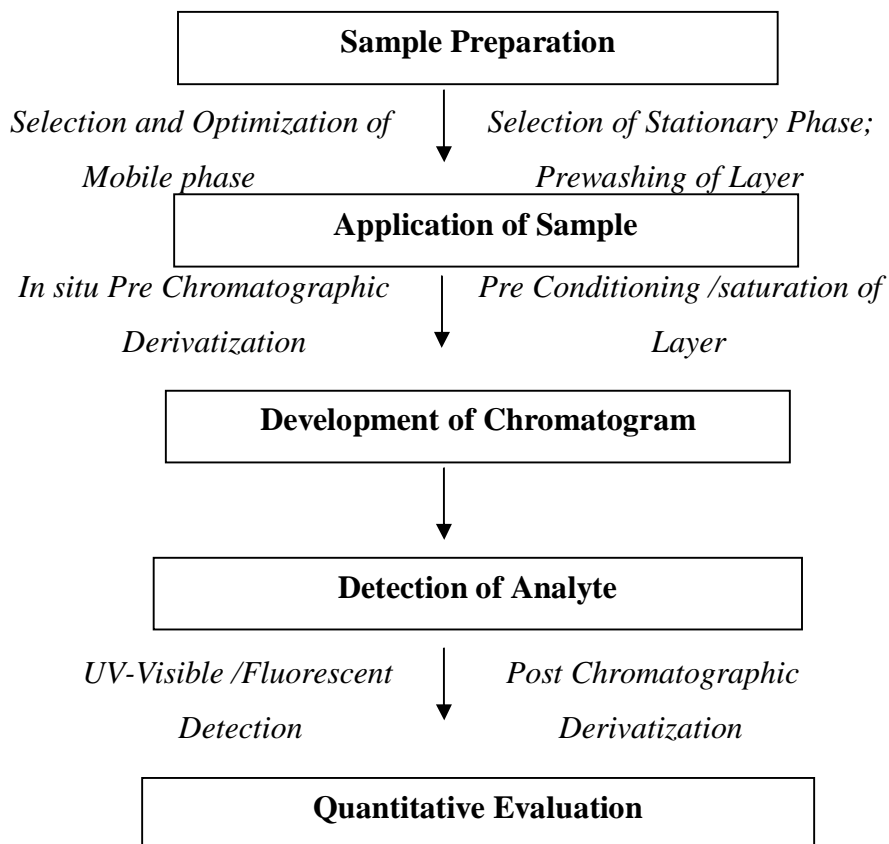 Sample Preparation
Selection and Optimization of
Mobile phase
Selection of Stationary Phase;
Prewashing of Layer
Application of Sample
In situ Pre Chromatographic
Derivatization
Pre Conditioning /saturation of
Layer
Development of Chromatogram
Detection of Analyte
UV-Visible /Fluorescent
Detection
Post Chromatographic
Derivatization
Quantitative Evaluation